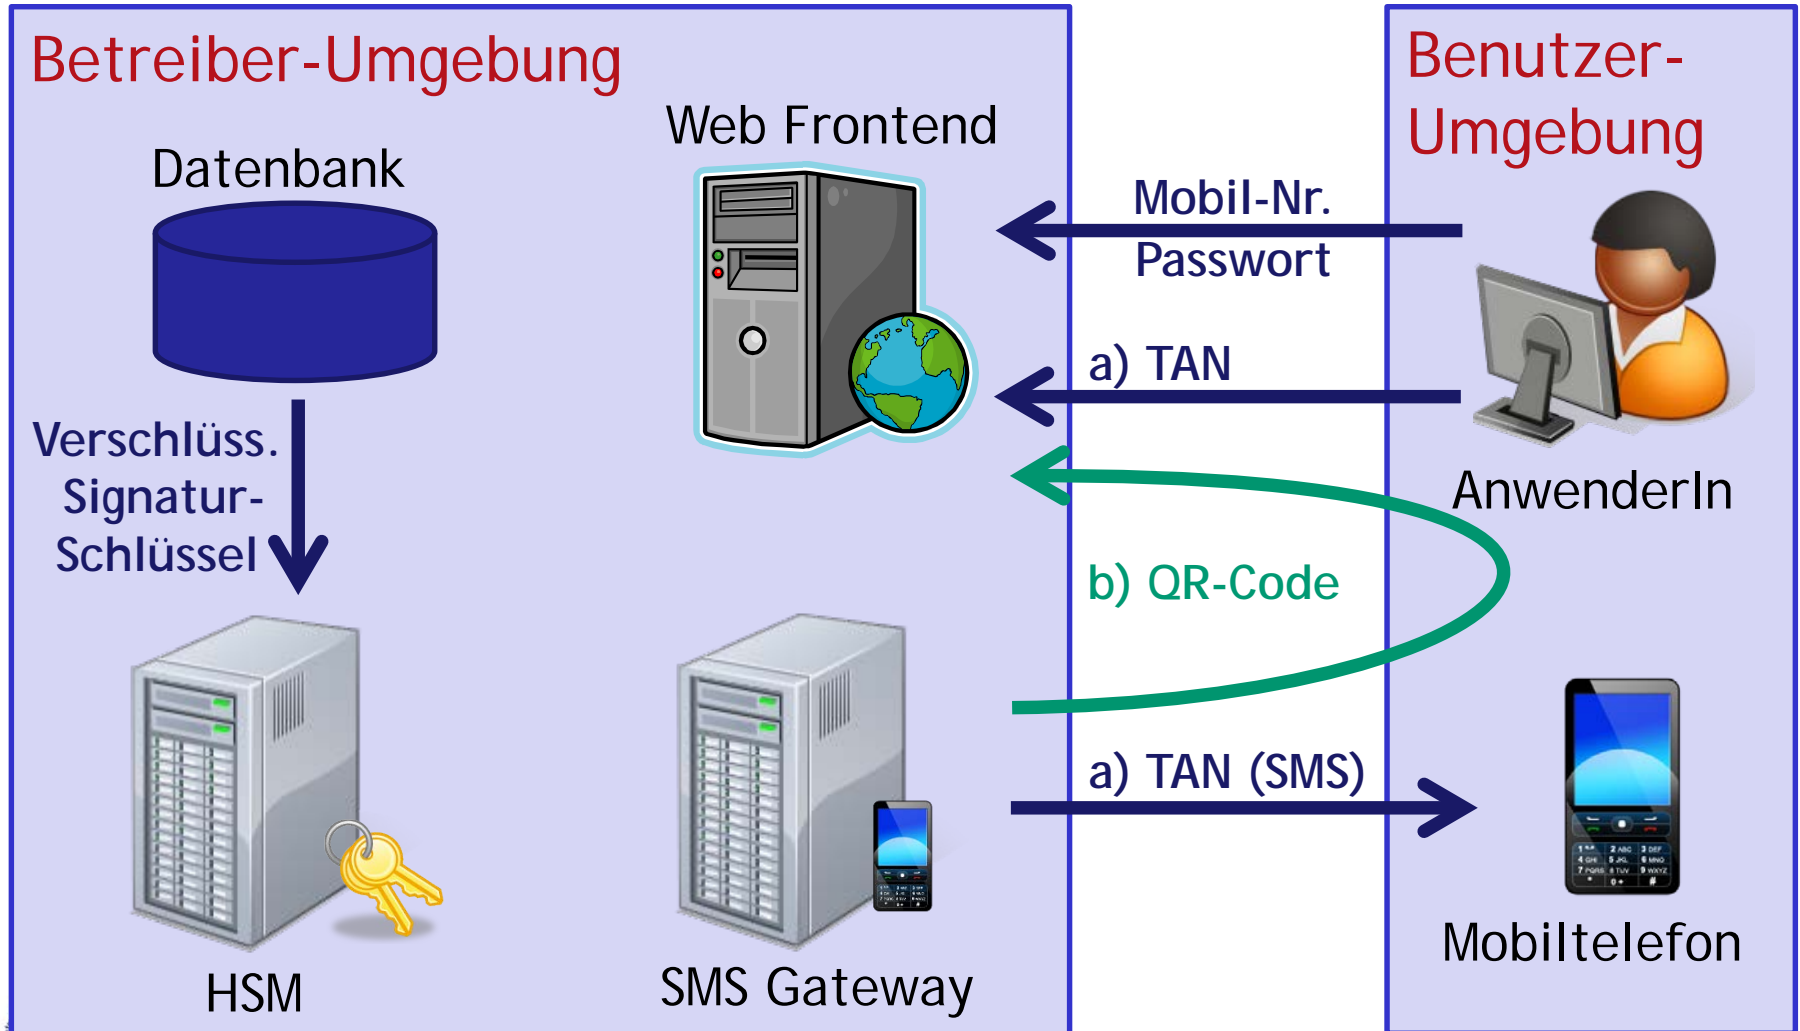 Betreiber-Umgebung
Datenbank
Verschlüss.
Signatur-
Schlüssel
HSM
Web Frontend
SMS Gateway
Mobil-Nr.
Passwort
a) TAN
b) QR-Code
a) TAN (SMS)
Benutzer-
Umgebung
AnwenderIn
Mobiltelefon